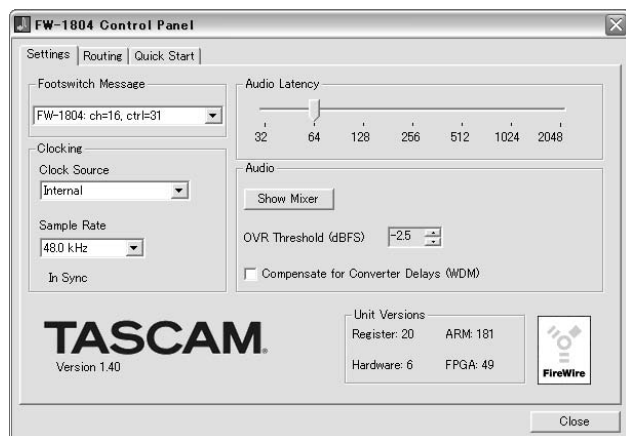 FW-1804 Control Panel
Settings Routing Quick Start
Footswitch Message
FW-1804: ch=16, ctrl=31
Clocking
Clock Source
Internal
Sample Rate
48.0 kHz
In Sync
Audio Latency
32 64 128 256 512 1024 2048
Audio
Show Mixer
OVR Threshold (dBFS) -2.5
Compensate for Converter Delays (WDM)
TASCAM.
Version 1.40
Unit Versions
Register: 20 ARM: 181
Hardware: 6 FPGA: 49
FireWire
Close